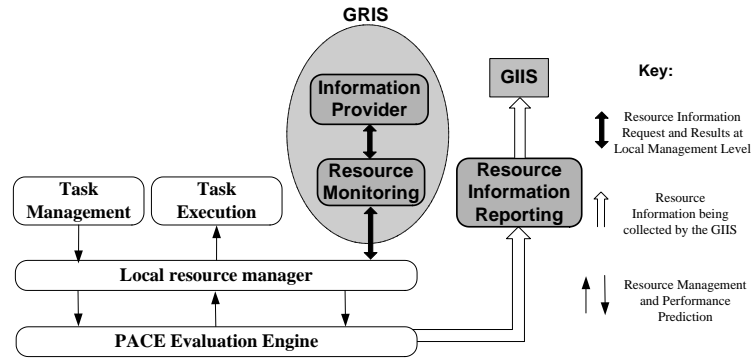 GRIS
Information
Provider
Resource
Monitoring
GIIS
Resource
Information
Reporting
Task
Management
Task
Execution
Local resource manager
PACE Evaluation Engine
Key:
Resource Information
Request and Results at
Local Management Level
Resource
Information being
collected by the GIIS
Resource Management
and Performance
Prediction